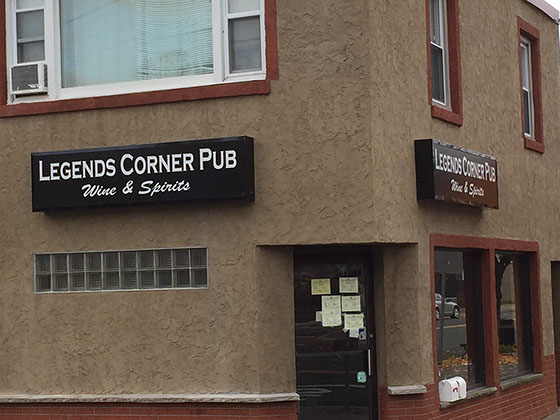 LEGENDS CORNER PUB
Wine & Spirits
LEGENDS CORNER PUB
Wine & Spirits